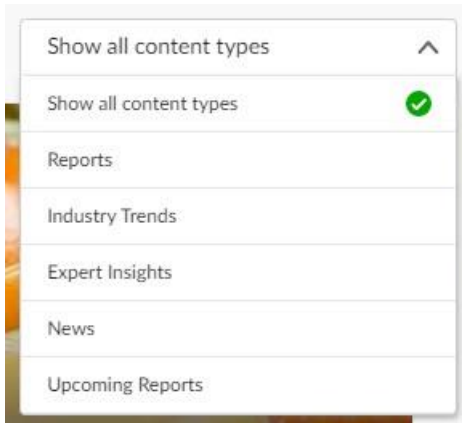 Show all content types
Show all content types
Reports
Industry Trends
Expert Insights
News
Upcoming Reports